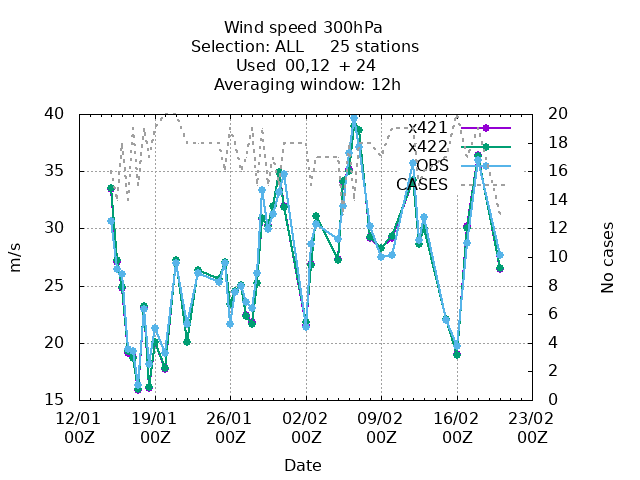 Wind speed 300hPa
Selection: ALL 25 stations
Used 00,12 + 24
Averaging window: 12h
40 20
x421
18
x422
35 16
OBS
CASES
14
30 12
m/s
No cases
10
25 8
6
20 4
2
15 0
12/01 19/01 26/01 02/02 09/02 16/02 23/02
00Z 00Z 00Z 00Z 00Z 00Z 00Z
Date